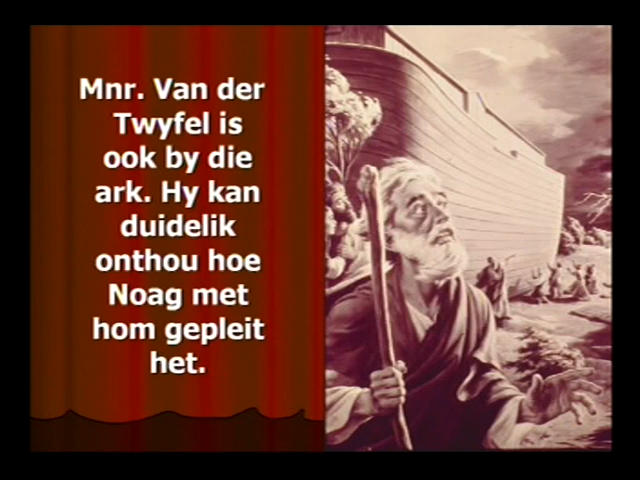 Mnr. Van der
Twyfel is
ook by die
ark. Hy kan
duidelik
onthou hoe
Noag met
hom gepleit
het.